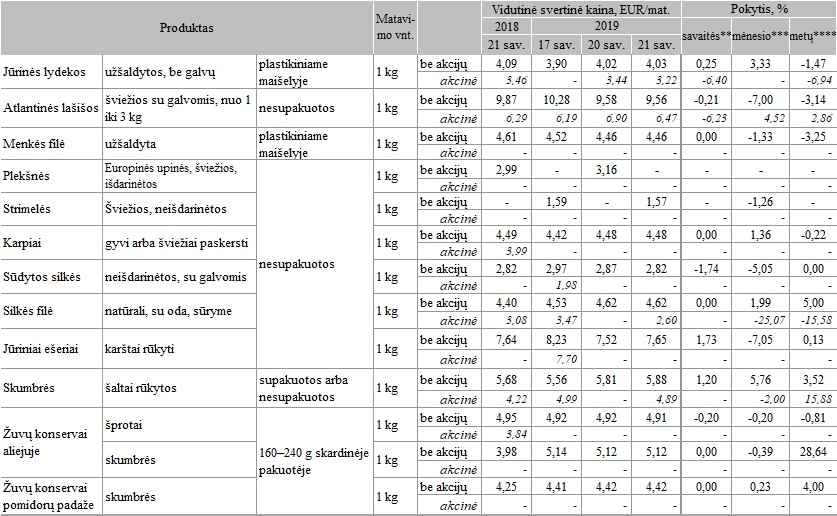 Produktas Matavi-mo vnt. Vidutinė svertinė kaina, EUR/mat. Pokytis, %
2018 2019 savaitės** mėnesio*** metų****
21 sav. 17 sav. 20 sav. 21 sav.
Jūrinės lydekos užšaldytos, be galvų plastikiniame maišelyje 1 kg be akcijų 4,09 3,90 4,02 4,03 0,25 3,33 -1,47
akcinė 3,46 - 3,44 3,22 -6,40 - -6,94
Atlantinės lašišos šviežios su galvomis, nuo 1 iki 3 kg nesupakuotos 1 kg be akcijų 9,87 10,28 9,58 9,56 -0,21 -7,00 -3,14
akcinė 6,29 6,19 6,90 6,47 -6,23 4,52 2,86
Menkės filė užšaldyta plastikiniame maišelyje 1 kg be akcijų 4,61 4,52 4,46 4,46 0,00 -1,33 -3,25
akcinė - - - - - - -
Plekšnės Europinės upinės, šviežios, išdarinėtos nesupakuotos 1 kg be akcijų 2,99 - 3,16 - - - -
akcinė - - - - - - -
Strimelės Šviežios, neišdarinėtos 1 kg be akcijų - 1,59 - 1,57 - -1,26 -
akcinė - - - - - - -
Karpiai gyvi arba šviežiai paskersti 1 kg be akcijų 4,49 4,42 4,48 4,48 0,00 1,36 -0,22
akcinė 3,99 - - - - - -
Sūdytos silkės neišdarinėtos, su galvomis 1 kg be akcijų 2,82 2,97 2,87 2,82 -1,74 -5,05 0,00
akcinė - 1,98 - - - - -
Silkės filė natūrali, su oda, sūryme 1 kg be akcijų 4,40 4,53 4,62 4,62 0,00 1,99 5,00
akcinė 3,08 3,47 - 2,60 - -25,07 -15,58
Jūriniai ešeriai karštai rūkyti 1 kg be akcijų 7,64 8,23 7,52 7,65 1,73 -7,05 0,13
akcinė - 7,70 - - - - -
Skumbrės šaltai rūkytos supakuotos arba nesupakuotos 1 kg be akcijų 5,68 5,56 5,81 5,88 1,20 5,76 3,52
akcinė 4,22 4,99 - 4,89 - -2,00 15,88
Žuvų konservai aliejuje šprotai 160–240 g skardinėje pakuotėje 1 kg be akcijų 4,95 4,92 4,92 4,91 -0,20 -0,20 -0,81
akcinė 3,84 - - - - - -
skumbrės 1 kg be akcijų 3,98 5,14 5,12 5,12 0,00 -0,39 28,64
akcinė - - - - - - -
Žuvų konservai pomidorų padaže skumbrės 1 kg be akcijų 4,25 4,41 4,42 4,42 0,00 0,23 4,00
akcinė - - - - - - -